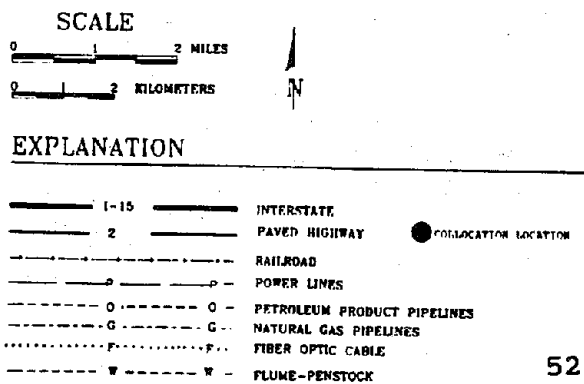 SCALE
0 1 2 MILES
0 1 2 KILOMETERS
N
EXPLANATION
I-15 INTERSTATE
2 PAVED HIGHWAY
COLLOCATION LOCATION
RAILROAD
P P POWER LINES
O O PETROLEUM PRODUCT PIPELINES
G G NATURAL GAS PIPELINES
F F FIBER OPTIC CABLE
W W FLUME-PENSTOCK
52